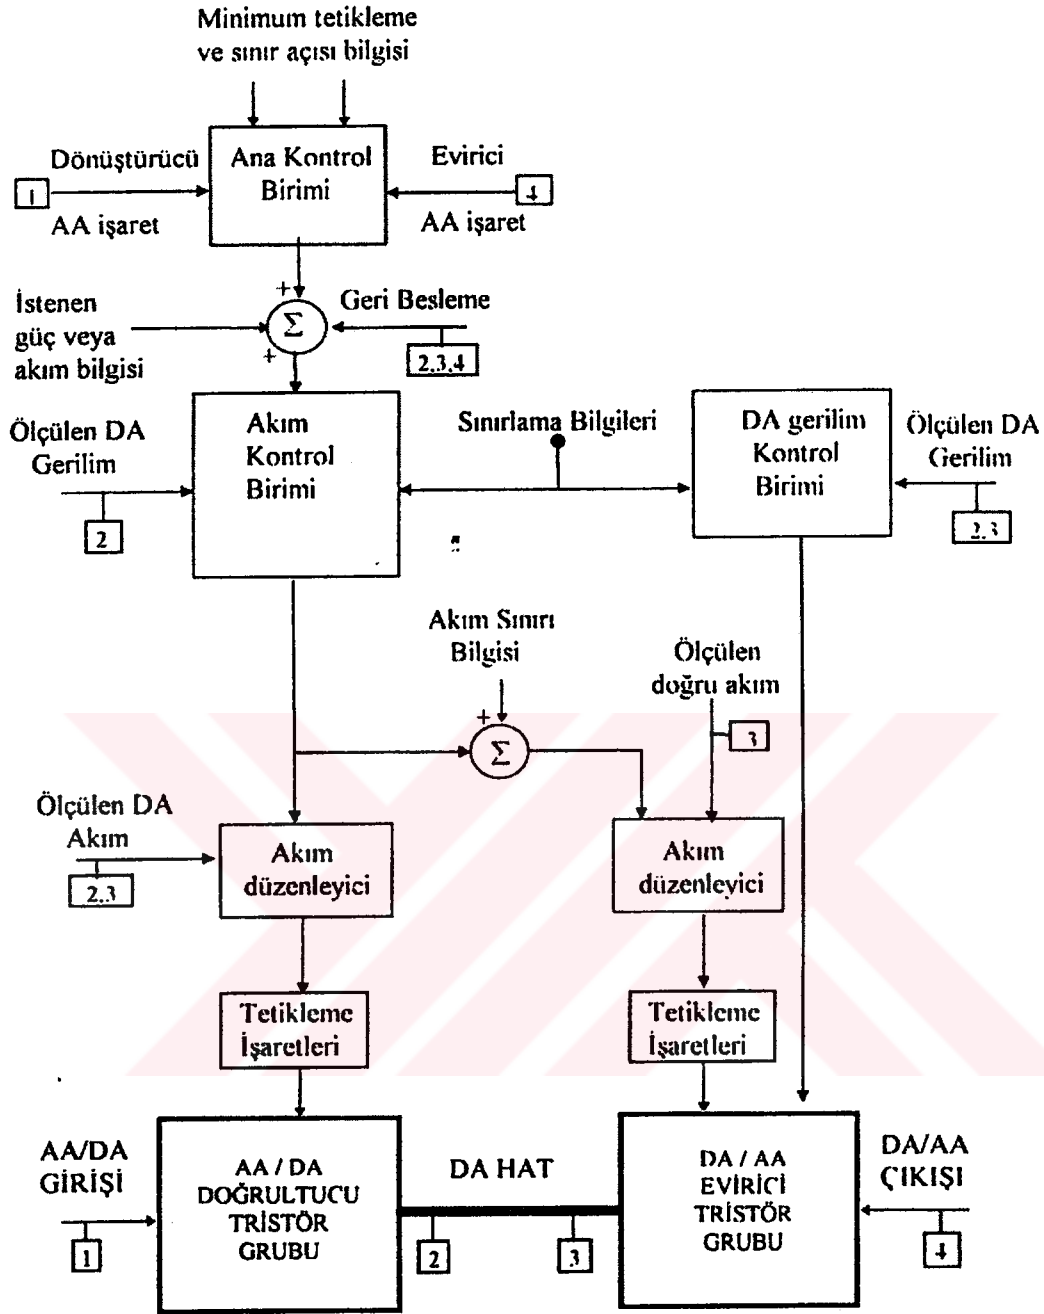 Minimum tetikleme
ve sınır açısı bilgisi
Dönüştürücü
1
AA işaret
Ana Kontrol
Birimi
Evirici
4
AA işaret
+
İstenen
güç veya
akım bilgisi
Σ
+
Geri Besleme
2,3,4
Ölçülen DA
Gerilim
2
Akım
Kontrol
Birimi
Sınırlama Bilgileri
DA gerilim
Kontrol
Birimi
Ölçülen DA
Gerilim
2,3
Akım Sınırı
Bilgisi
+
Σ
Ölçülen
doğru akım
3
Ölçülen DA
Akım
2,3
Akım
düzenleyici
Akım
düzenleyici
Tetikleme
İşaretleri
Tetikleme
İşaretleri
AA/DA
GİRİŞİ
1
AA / DA
DOĞRULTUCU
TRİSTÖR
GRUBU
DA HAT
2
3
DA / AA
EVİRİCİ
TRİSTÖR
GRUBU
DA/AA
ÇIKIŞI
4